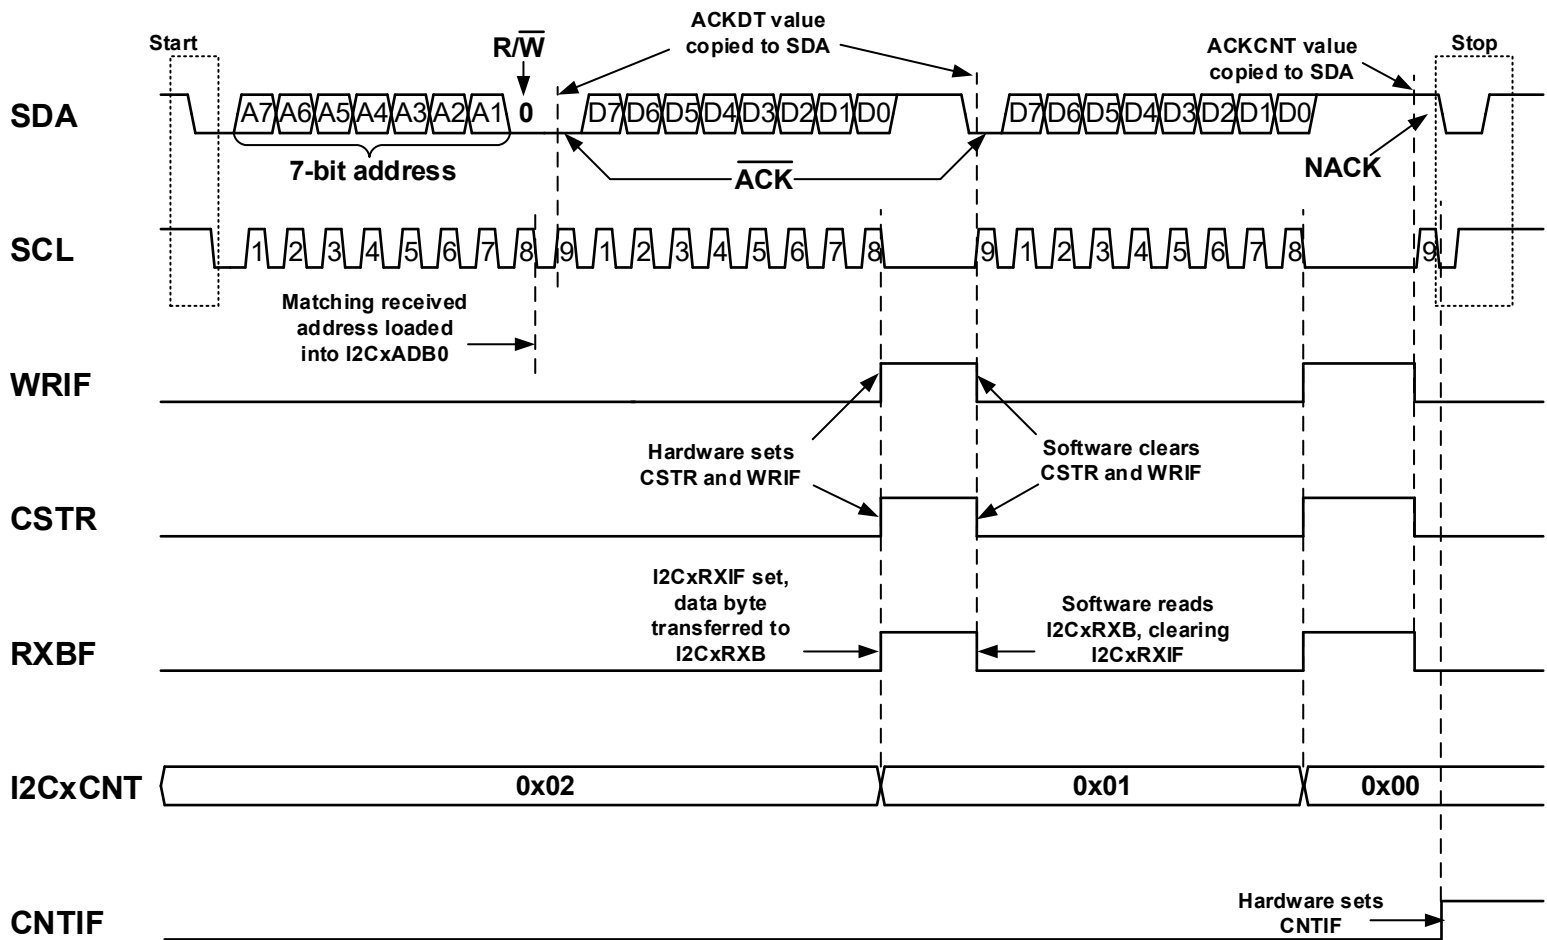 ACKDT value
copied to SDA
Start
R/W
ACKCNT value
copied to SDA
Stop
SDA
A7 A6 A5 A4 A3 A2 A1 0 D7 D6 D5 D4 D3 D2 D1 D0 D7 D6 D5 D4 D3 D2 D1 D0
7-bit address
ACK
NACK
SCL
1 2 3 4 5 6 7 8 9 1 2 3 4 5 6 7 8 9 1 2 3 4 5 6 7 8 9
Matching received
address loaded
into I2CxADB0
WRIF
Hardware sets
CSTR and WRIF
Software clears
CSTR and WRIF
CSTR
I2CxRXIF set,
data byte
transferred to
I2CxRXB
Software reads
I2CxRXB, clearing
I2CxRXIF
RXBF
I2CxCNT
0x02
0x01
0x00
Hardware sets
CNTIF
CNTIF